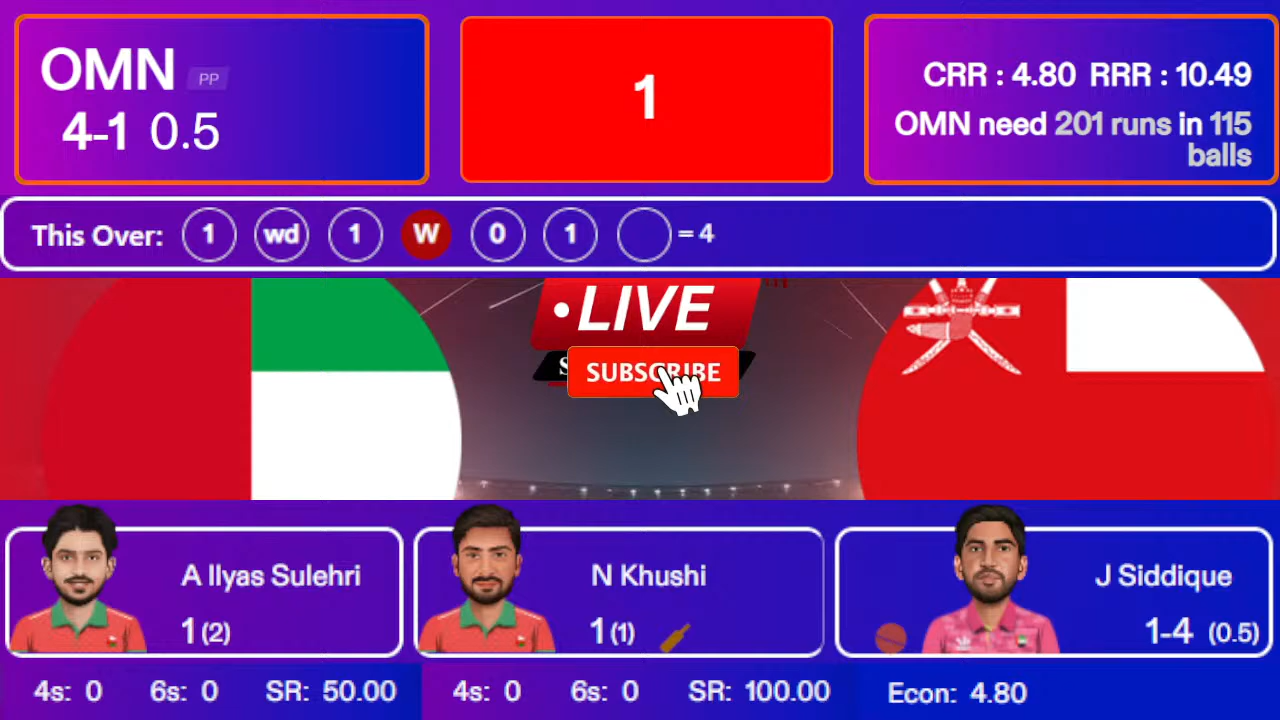 OMN PP
4-1 0.5
1
CRR : 4.80 RRR : 10.49
OMN need 201 runs in 115
balls
This Over: 1 wd 1 W 0 1 = 4
•LIVE
SUBSCRIBE
A Ilyas Sulehri
1 (2)
N Khushi
1 (1)
J Siddique
1-4 (0.5)
4s: 0 6s: 0 SR: 50.00
4s: 0 6s: 0 SR: 100.00
Econ: 4.80